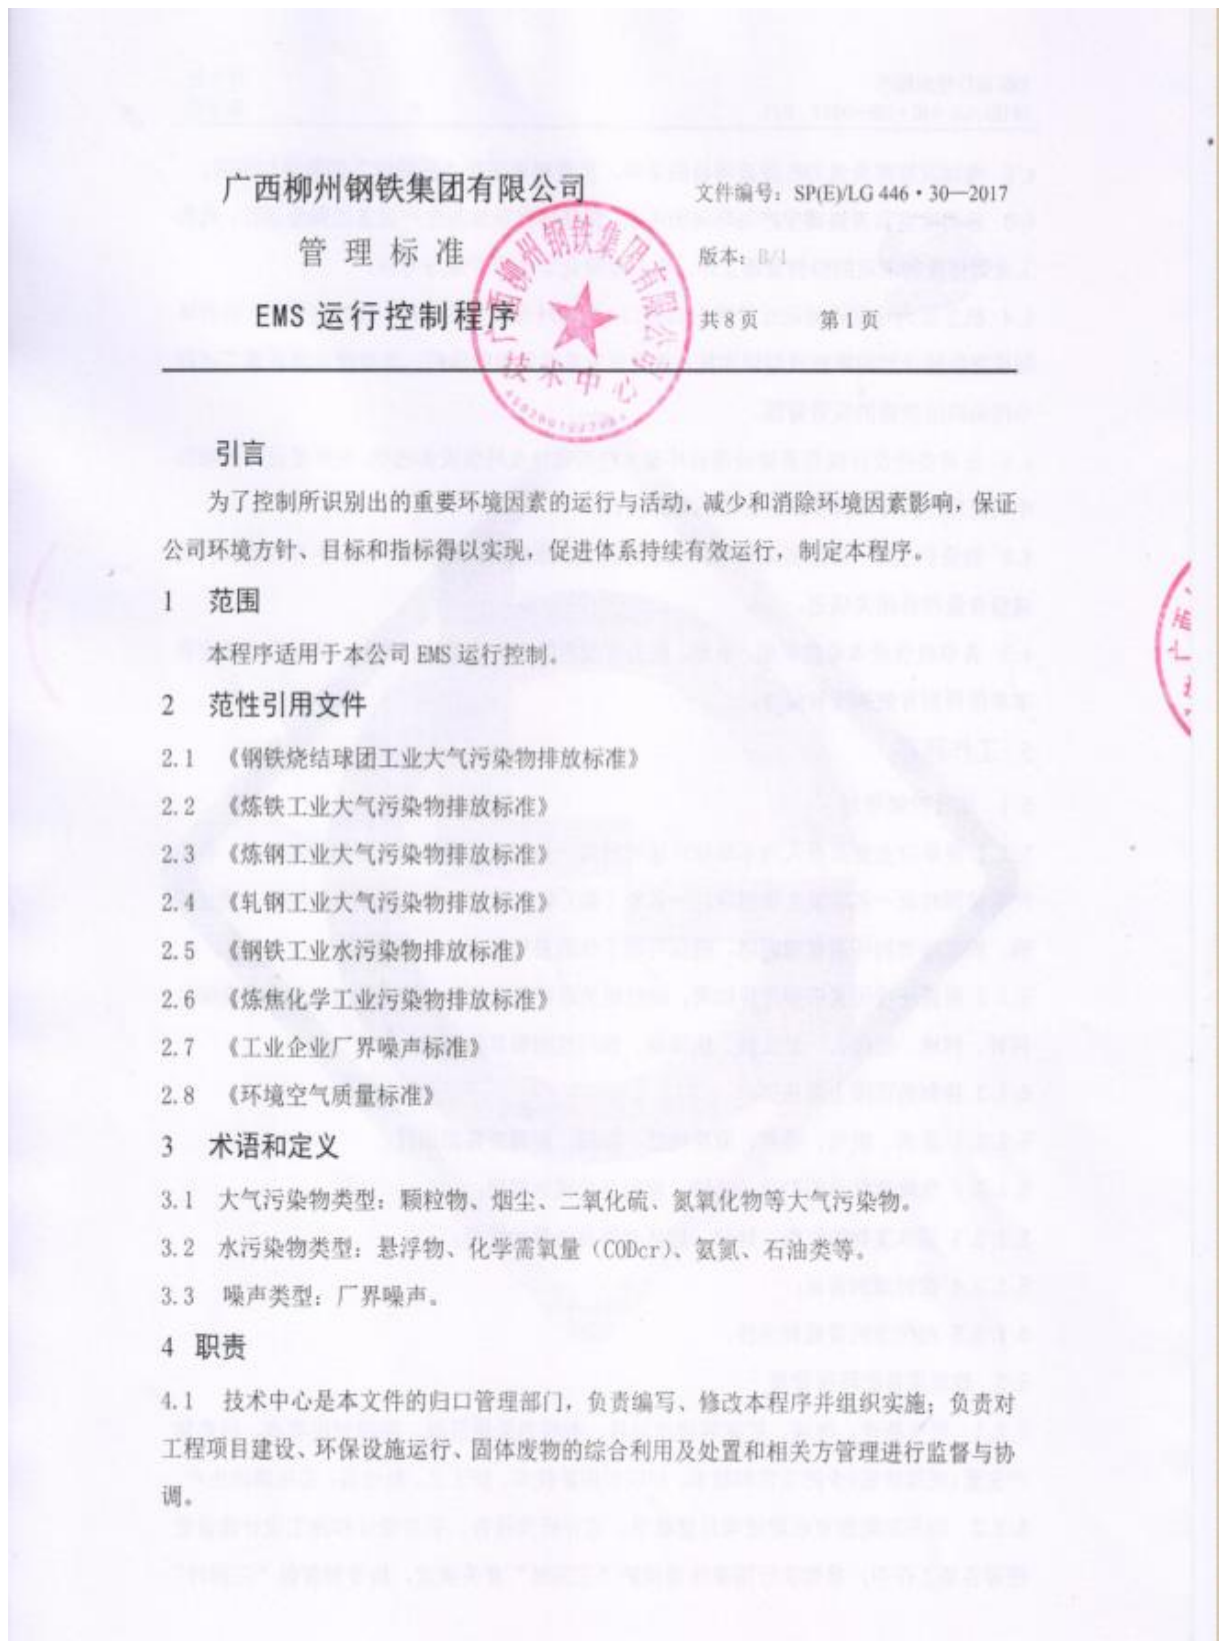 广西柳州钢铁集团有限公司
文件编号：SP(E)/LG 446·30—2017
管理标准
版本：B/1
EMS 运行控制程序
共8页 第1页
广西柳州钢铁集团有限公司
技术中心
引言
为了控制所识别出的重要环境因素的运行与活动，减少和消除环境因素影响，保证
公司环境方针、目标和指标得以实现，促进体系持续有效运行，制定本程序。
1 范围
本程序适用于本公司 EMS 运行控制。
2 范性引用文件
2.1 《钢铁烧结球团工业大气污染物排放标准》
2.2 《炼铁工业大气污染物排放标准》
2.3 《炼钢工业大气污染物排放标准》
2.4 《轧钢工业大气污染物排放标准》
2.5 《钢铁工业水污染物排放标准》
2.6 《炼焦化学工业污染物排放标准》
2.7 《工业企业厂界噪声标准》
2.8 《环境空气质量标准》
3 术语和定义
3.1 大气污染物类型：颗粒物、烟尘、二氧化硫、氮氧化物等大气污染物。
3.2 水污染物类型：悬浮物、化学需氧量（CODcr）、氨氮、石油类等。
3.3 噪声类型：厂界噪声。
4 职责
4.1 技术中心是本文件的归口管理部门，负责编写、修改本程序并组织实施；负责对
工程项目建设、环保设施运行、固体废物的综合利用及处置和相关方管理进行监督与协
调。